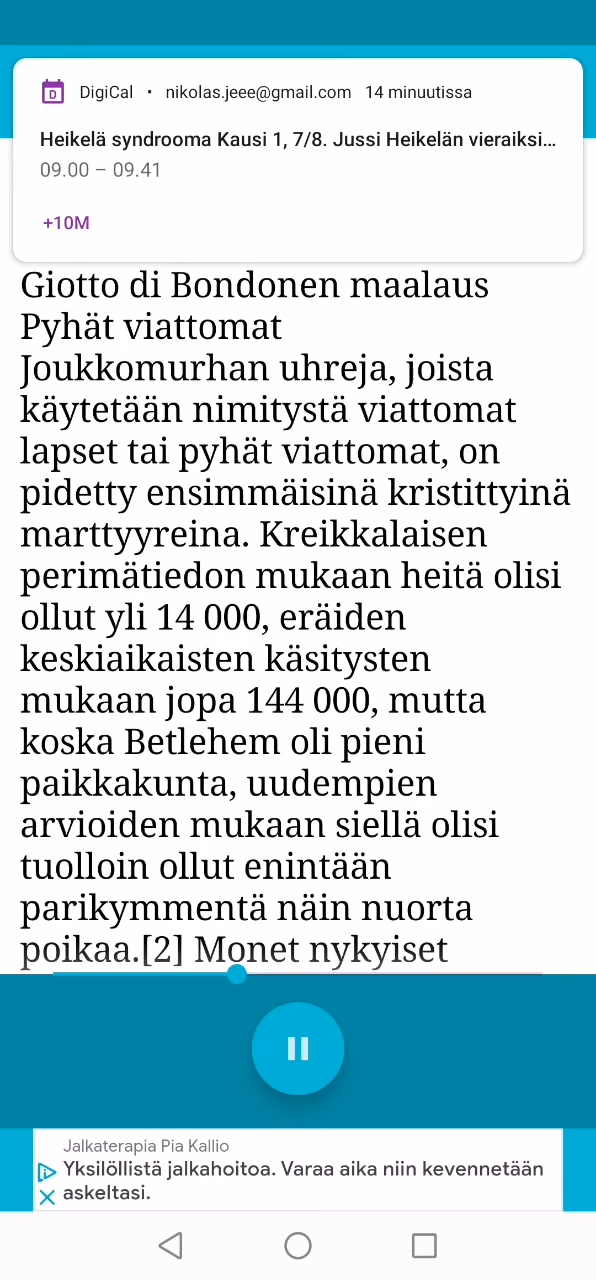 DigiCal • nikolas.jeee@gmail.com 14 minuutissa
Heikelä syndrooma Kausi 1, 7/8. Jussi Heikelän vieraiksi...
09.00 – 09.41
+10M
Giotto di Bondonen maalaus
Pyhät viattomat
Joukkomurhan uhreja, joista
käytetään nimitystä viattomat
lapset tai pyhät viattomat, on
pidetty ensimmäisinä kristittyinä
marttyyreina. Kreikkalaisen
perimätiedon mukaan heitä olisi
ollut yli 14 000, eräiden
keskiaikaisten käsitysten
mukaan jopa 144 000, mutta
koska Betlehem oli pieni
paikkakunta, uudempien
arvioiden mukaan siellä olisi
tuolloin ollut enintään
parikymmentä näin nuorta
poikaa.[2] Monet nykyiset
Jalkaterapia Pia Kallio
Yksilöllistä jalkahoitoa. Varaa aika niin kevennetään
askeltasi.